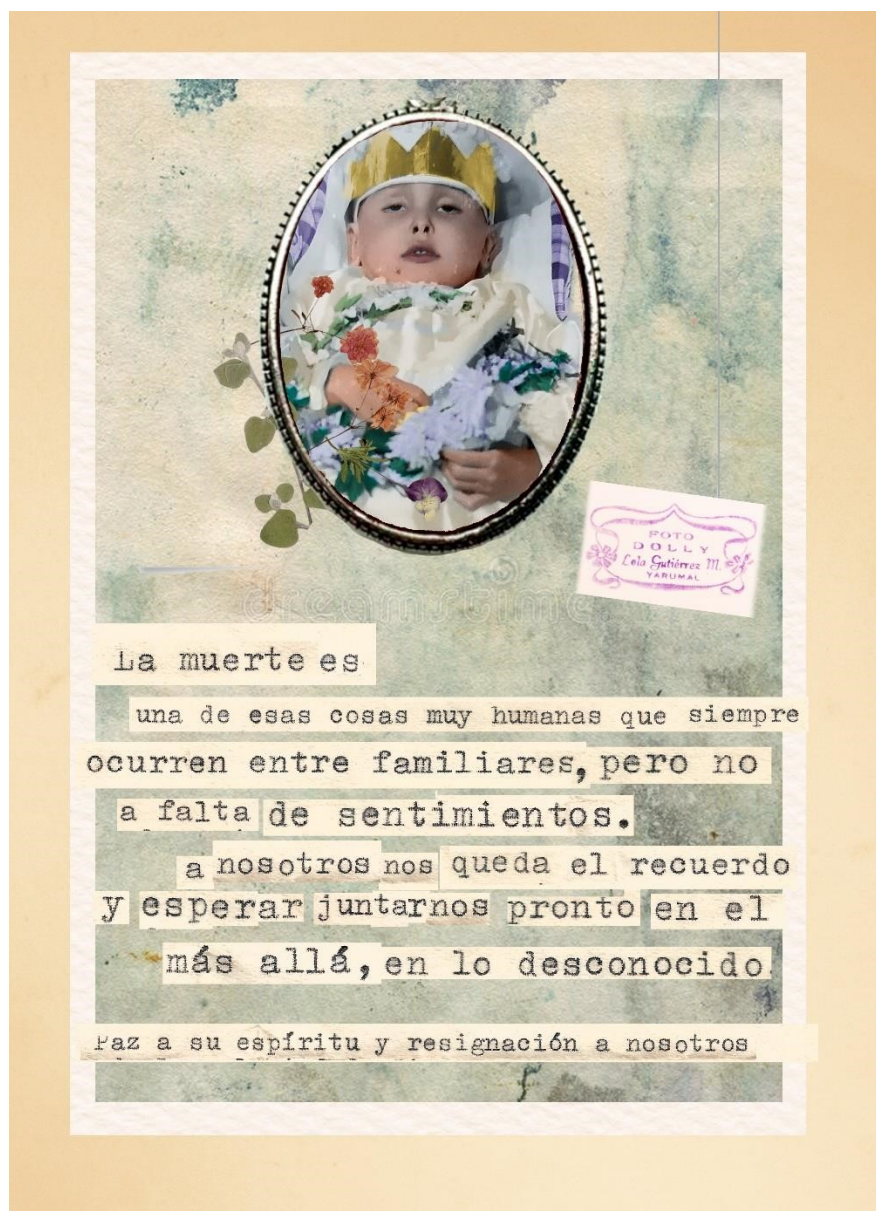 FOTO
DOLLY
Lola Gutiérrez M.
YARUMAL
dreamstime
La muerte es
una de esas cosas muy humanas que siempre
ocurren entre familiares, pero no
a falta de sentimientos.
a nosotros nos queda el recuerdo
y esperar juntarnos pronto en el
más allá, en lo desconocido.
Paz a su espíritu y resignación a nosotros